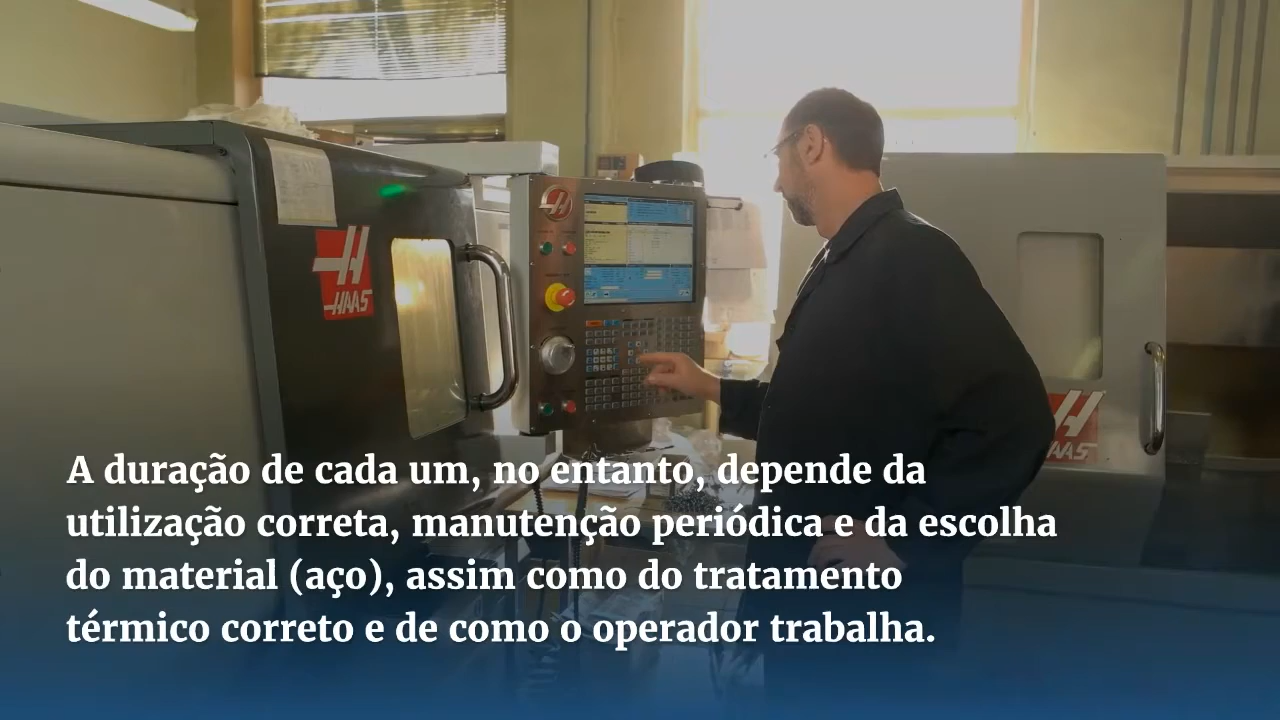 HAAS
HAAS
A duração de cada um, no entanto, depende da
utilização correta, manutenção periódica e da escolha
do material (aço), assim como do tratamento
térmico correto e de como o operador trabalha.